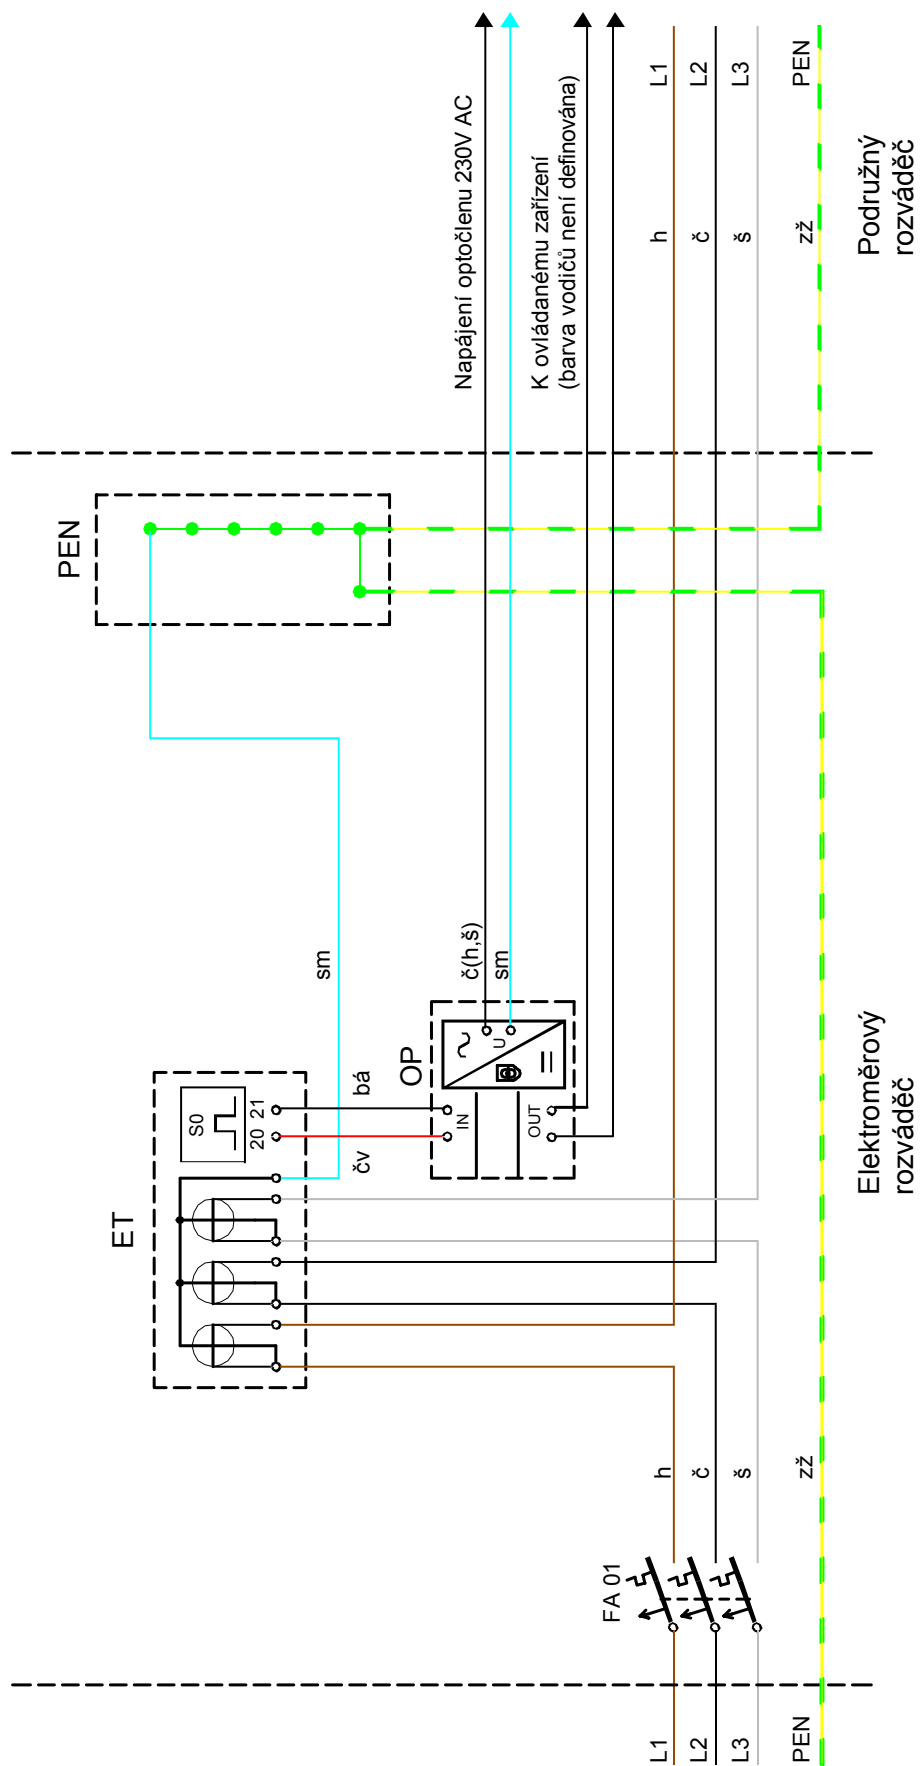 PEN
Napájení optočlenu 230V AC
K ovládanému zařízení
(barva vodičů není definována)
L1
L2
L3
PEN
h
č
š
zž
Podružný
rozváděč
sm
č(h,š)
sm
ET
S0
20
21
bá
čv
OP
IN
OUT
U
Elektroměrový
rozváděč
h
č
š
zž
FA 01
L1
L2
L3
PEN